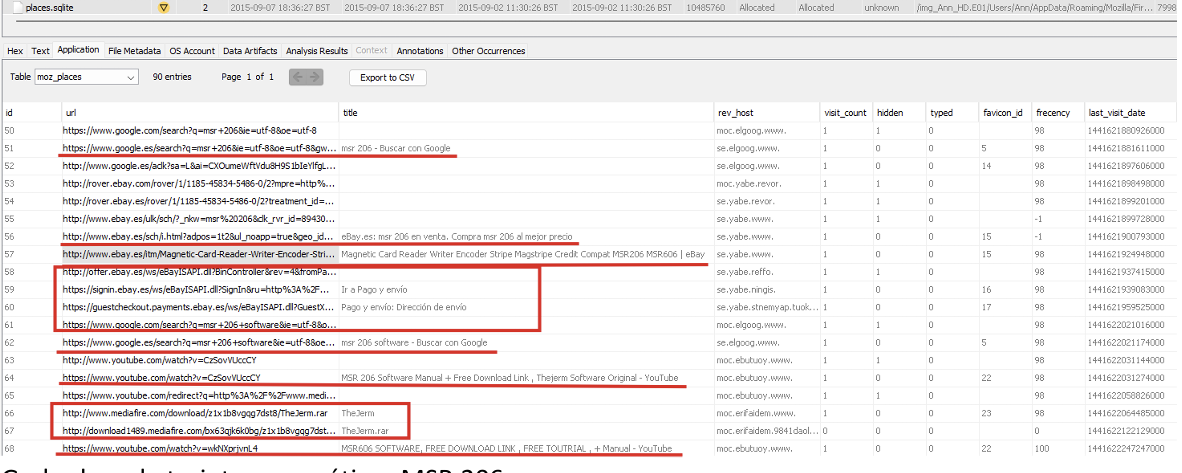 places.sqlite 2 2015-09-07 18:36:27 BST 2015-09-07 18:36:27 BST 2015-09-02 11:30:26 BST 2015-09-02 11:30:26 BST 10485760 Allocated Allocated unknown /img_Ann_HD.E01/Users/Ann/AppData/Roaming/Mozilla/Fir... 7998
Hex Text Application File Metadata OS Account Data Artifacts Analysis Results Context Annotations Other Occurrences
Table moz_places 90 entries Page 1 of 1 Export to CSV
id url title rev_host visit_count hidden typed favicon_id frecency last_visit_date
50 https://www.google.com/search?q=msr+206&ie=utf-8&oe=utf-8 moc.elgoog.www. 1 1 0 98 1441621880926000
51 https://www.google.es/search?q=msr+206&ie=utf-8&oe=utf-8&gw... msr 206 - Buscar con Google se.elgoog.www. 1 0 0 5 98 1441621881611000
52 https://www.google.es/aclk?sa=L&ai=CXOumeWftVdu8H9S1bIeYlfgL... se.elgoog.www. 1 0 0 14 98 1441621897606000
53 http://rover.ebay.com/rover/1/1185-45834-5486-0/2?mpre=http%... moc.yabe.revor. 1 1 0 98 1441621898498000
54 http://rover.ebay.es/rover/1/1185-45834-5486-0/2?treatment_id=... se.yabe.revor. 1 1 0 98 1441621899201000
55 http://www.ebay.es/ulk/sch/?_nkw=msr%20206&clk_rvr_id=89430... se.yabe.www. 1 1 0 -1 1441621899728000
56 http://www.ebay.es/sch/i.html?adpos=1t2&ul_noapp=true&geo_id... eBay.es: msr 206 en venta. Compra msr 206 al mejor precio se.yabe.www. 1 0 0 15 -1 1441621900793000
57 http://www.ebay.es/itm/Magnetic-Card-Reader-Writer-Encoder-Stri... Magnetic Card Reader Writer Encoder Stripe Magstripe Credit Compat MSR206 MSR606 | eBay se.yabe.www. 1 0 0 15 98 1441621924948000
58 http://offer.ebay.es/ws/eBayISAPI.dll?BinController&rev=4&fromPa... se.yabe.reffo. 1 1 0 98 1441621937415000
59 https://signin.ebay.es/ws/eBayISAPI.dll?SignIn&ru=http%3A%2F... Ir a Pago y envío se.yabe.ningis. 1 0 0 16 98 1441621939083000
60 https://guestcheckout.payments.ebay.es/ws/eBayISAPI.dll?GuestX... Pago y envío: Dirección de envío se.yabe.stnemyap.tuok... 1 0 0 17 98 1441621959525000
61 https://www.google.com/search?q=msr+206+software&ie=utf-8&o... moc.elgoog.www. 1 1 0 98 1441622021016000
62 https://www.google.es/search?q=msr+206+software&ie=utf-8&oe... msr 206 software - Buscar con Google se.elgoog.www. 1 0 0 5 98 1441622021174000
63 http://www.youtube.com/watch?v=CzSovVUccCY moc.ebutuoy.www. 1 1 0 98 1441622031144000
64 https://www.youtube.com/watch?v=CzSovVUccCY MSR 206 Software Manual + Free Download Link , Thejerm Software Original - YouTube moc.ebutuoy.www. 1 0 0 22 98 1441622031274000
65 https://www.youtube.com/redirect?q=http%3A%2F%2Fwww.medi... moc.ebutuoy.www. 1 1 0 98 1441622058826000
66 http://www.mediafire.com/download/z1x1b8vgqg7dst8/TheJerm.rar TheJerm moc.erifaidem.www. 1 0 0 23 98 1441622064485000
67 http://download1489.mediafire.com/bx63qjk6k0bg/z1x1b8vgqg7dst... TheJerm.rar moc.erifaidem.9841daol... 0 0 0 0 1441622122129000
68 https://www.youtube.com/watch?v=wkNXprjvnL4 MSR606 SOFTWARE, FREE DOWNLOAD LINK , FREE TOUTRIAL , + Manual - YouTube moc.ebutuoy.www. 1 0 0 22 100 1441622247247000